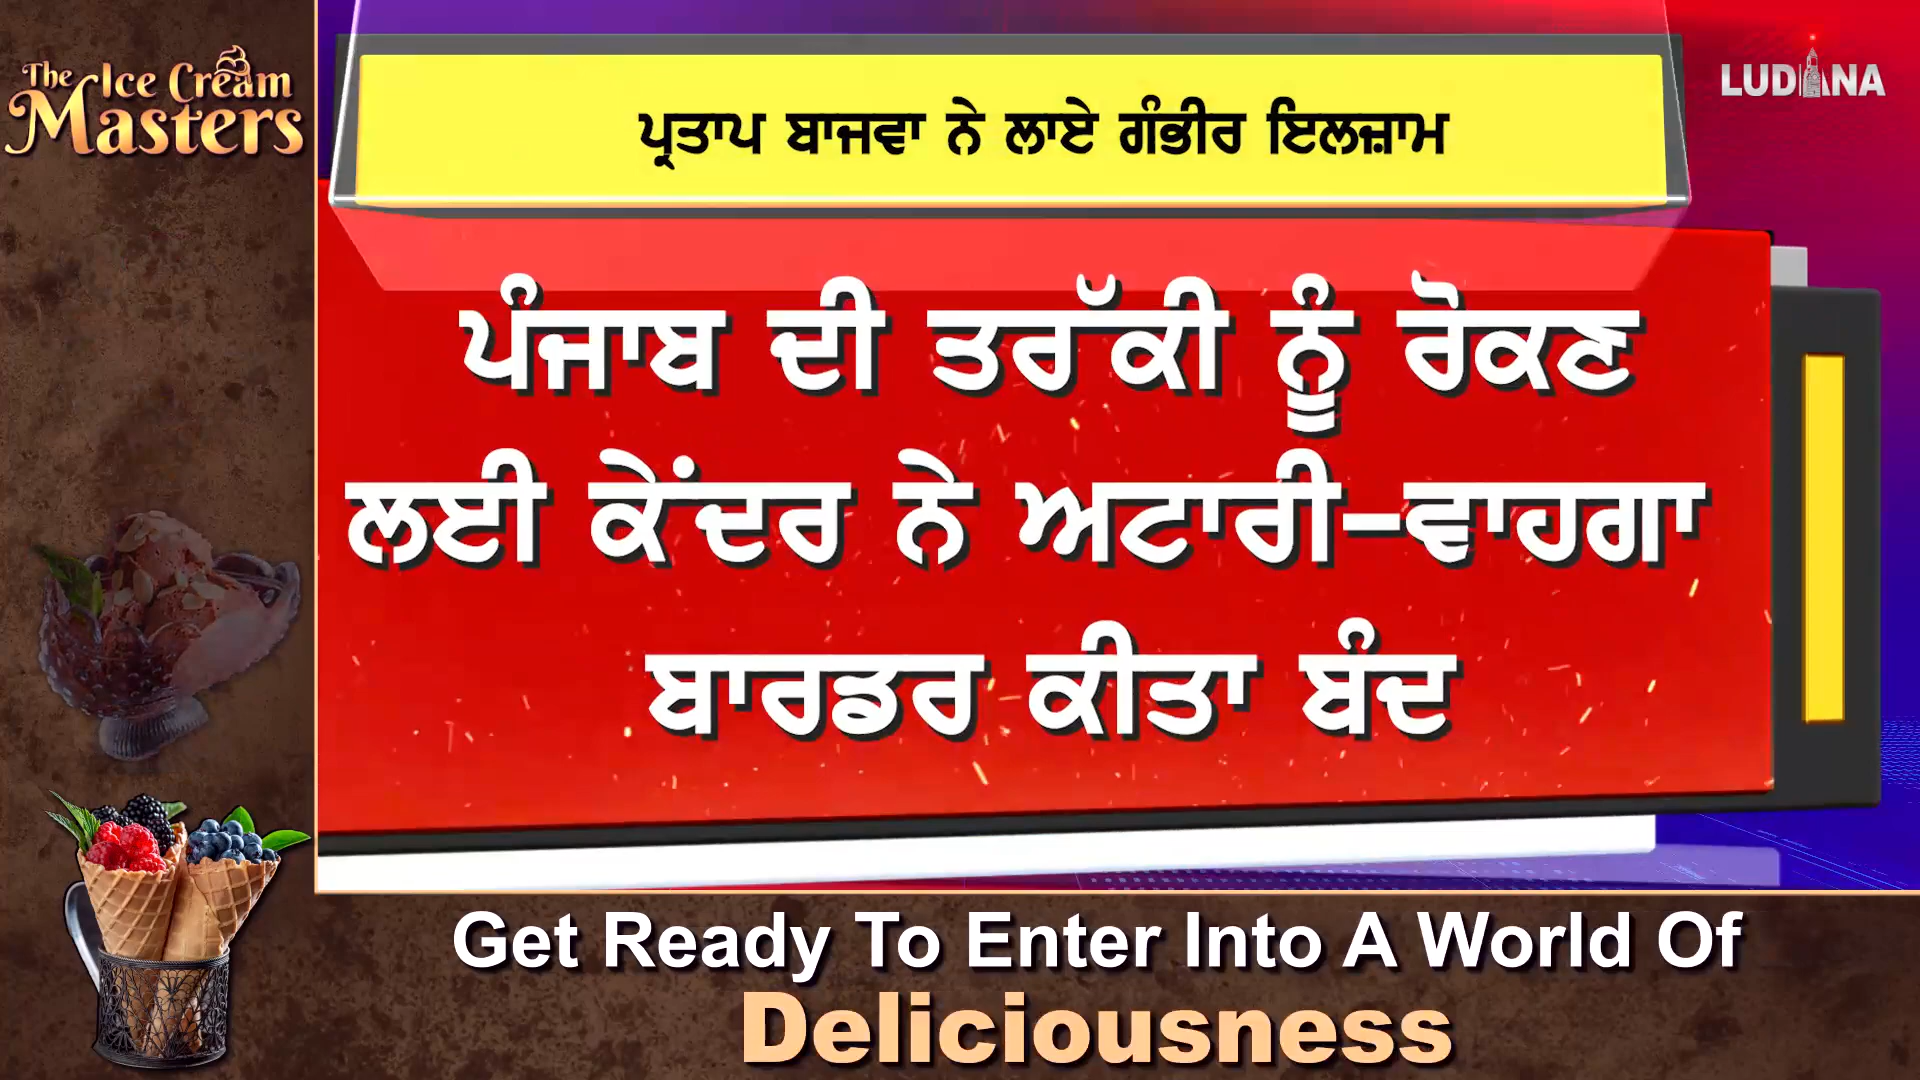 The Ice Cream
Masters
LUDIANA
ਪ੍ਰਤਾਪ ਬਾਜਵਾ ਨੇ ਲਾਏ ਗੰਭੀਰ ਇਲਜ਼ਾਮ
ਪੰਜਾਬ ਦੀ ਤਰੱਕੀ ਨੂੰ ਰੋਕਣ
ਲਈ ਕੇਂਦਰ ਨੇ ਅਟਾਰੀ-ਵਾਹਗਾ
ਬਾਰਡਰ ਕੀਤਾ ਬੰਦ
Get Ready To Enter Into A World Of
Deliciousness